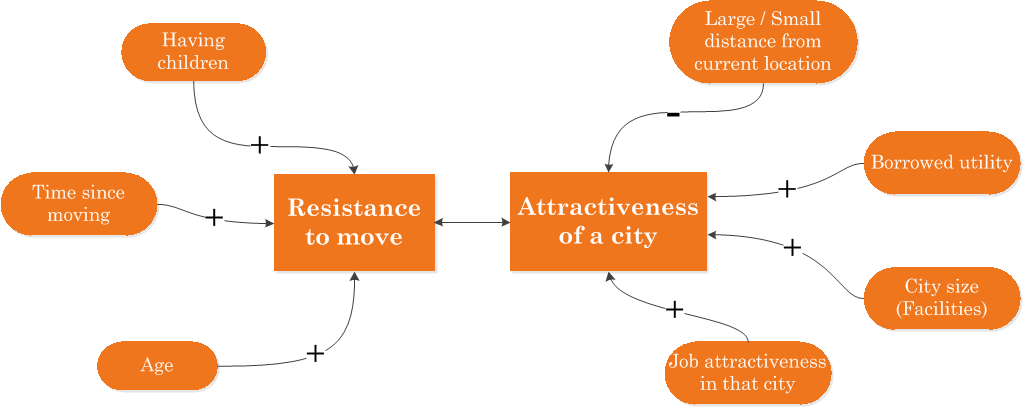 Having
children
Large / Small
distance from
current location
+
-
Time since
moving
+
Resistance
to move
Attractiveness
of a city
+
Borrowed utility
+
City size
(Facilities)
Age
+
+
Job attractiveness
in that city